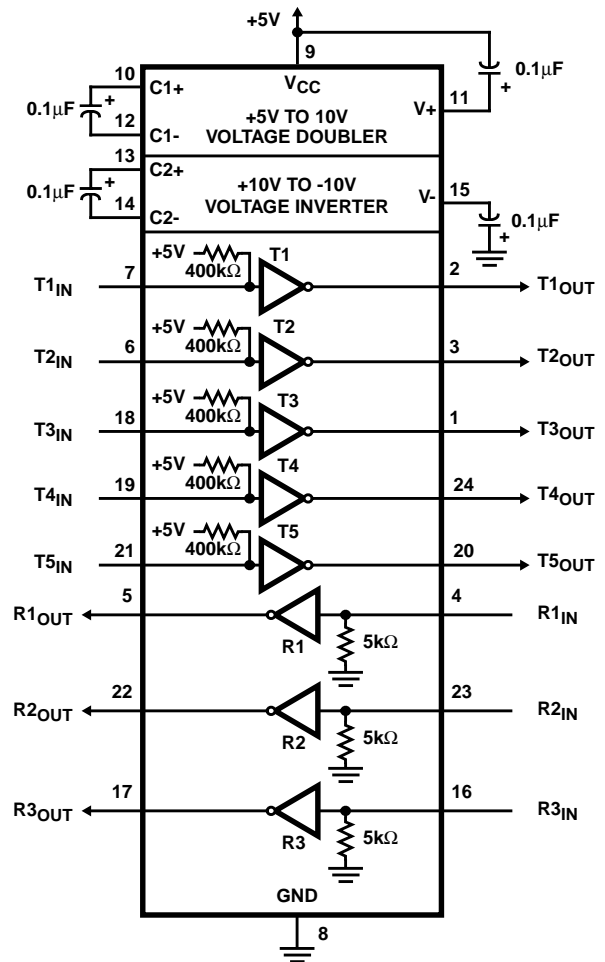 +5V
9
10
C1+
VCC
0.1µF
+
+
0.1µF
+5V TO 10V
VOLTAGE DOUBLER
V+
11
12
C1-
13
C2+
0.1µF
+
+10V TO -10V
VOLTAGE INVERTER
V-
15
14
C2-
0.1µF
+
+5V
400kΩ
T1
T1IN
7
2
T1OUT
+5V
400kΩ
T2
T2IN
6
3
T2OUT
+5V
400kΩ
T3
T3IN
18
1
T3OUT
+5V
400kΩ
T4
T4IN
19
24
T4OUT
+5V
400kΩ
T5
T5IN
21
20
T5OUT
R1OUT
5
4
R1IN
R1
5kΩ
R2OUT
22
23
R2IN
R2
5kΩ
R3OUT
17
16
R3IN
R3
5kΩ
GND
8